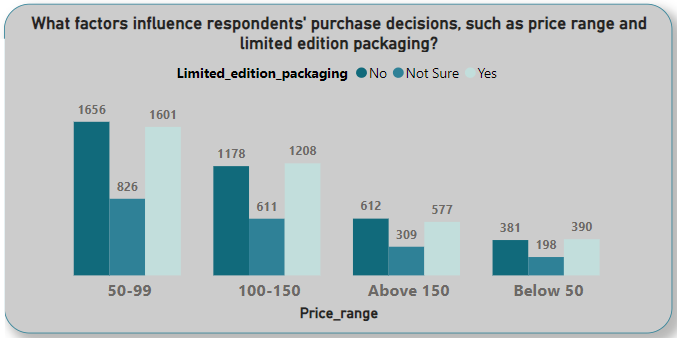 What factors influence respondents' purchase decisions, such as price range and
limited edition packaging?
Limited_edition_packaging No Not Sure Yes
1656 826 1601 1178 611 1208 612 309 577 381 198 390
50-99 100-150 Above 150 Below 50
Price_range